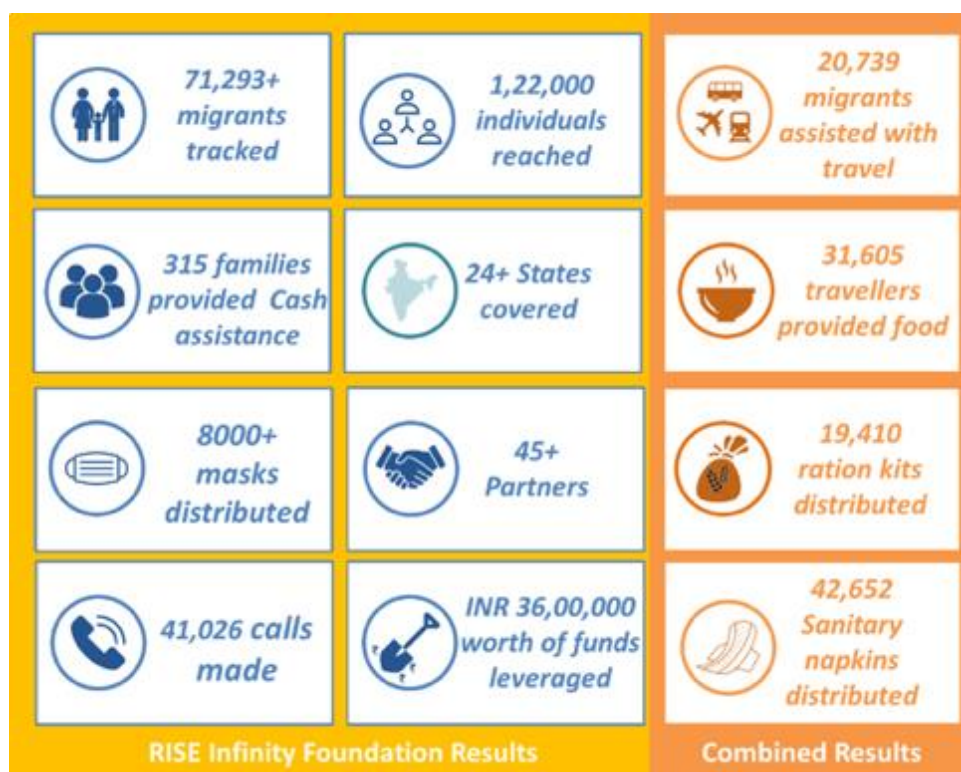 71,293+
migrants
tracked
1,22,000
individuals
reached
20,739
migrants
assisted with
travel
315 families
provided Cash
assistance
24+ States
covered
31,605
travellers
provided food
8000+
masks
distributed
45+
Partners
19,410
ration kits
distributed
41,026 calls
made
INR 36,00,000
worth of funds
leveraged
42,652
Sanitary
napkins
distributed
RISE Infinity Foundation Results
Combined Results